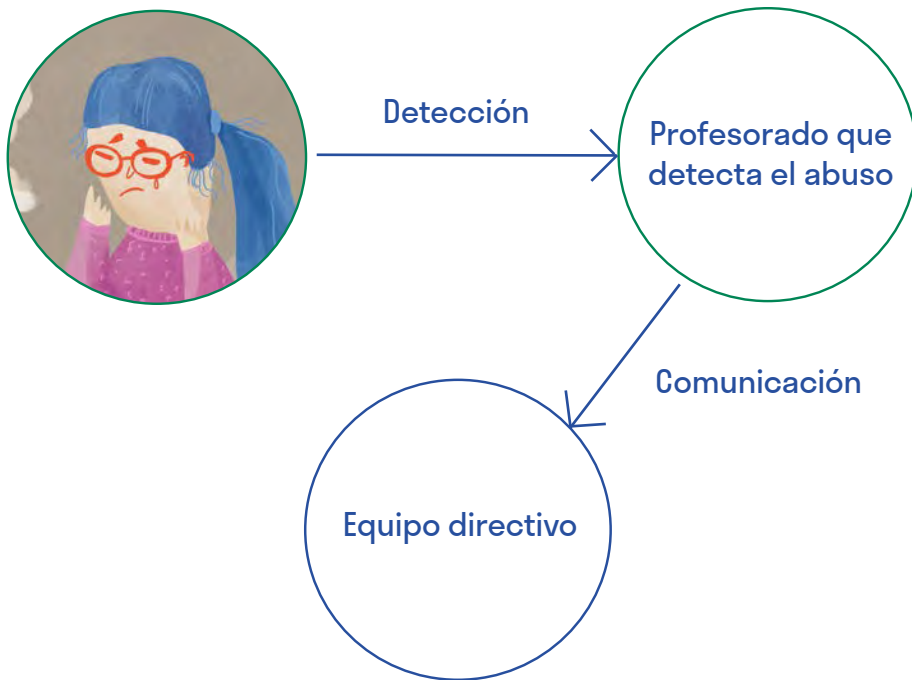 Detección
Profesorado que
detecta el abuso
Comunicación
Equipo directivo